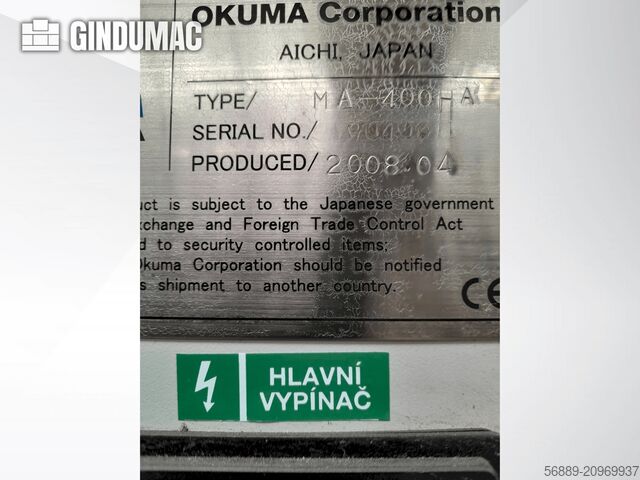 GINDUMAC
OKUMA Corporation
AICHI, JAPAN
TYPE/ MA-400HA
SERIAL NO./
PRODUCED/ 2008.04
ct is subject to the Japanese government
xchange and Foreign Trade Control Act
d to security controlled items;
Okuma Corporation should be notified
s shipment to another country.
CE
HLAVNÍ
VYPÍNAČ
56889-20969937